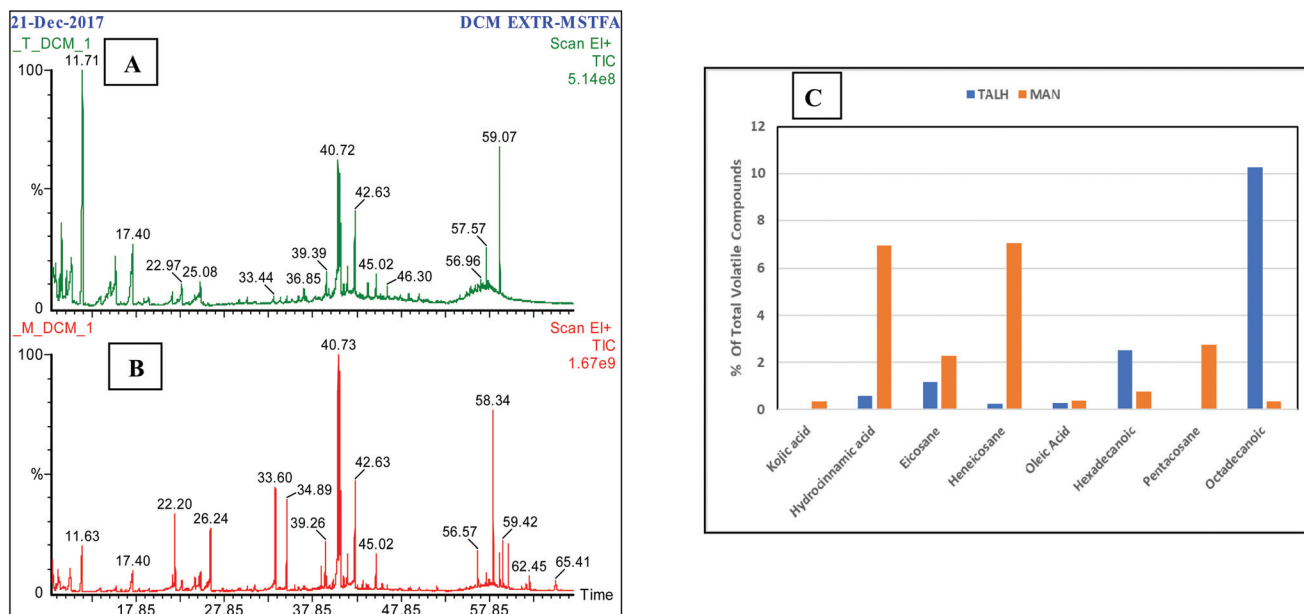 21-Dec-2017 DCM EXTR-MSTFA
_T_DCM_1 Scan EI+
TIC
5.14e8
A
100
%
0
11.71
17.40
22.97
25.08
33.44
36.85
39.39
40.72
42.63
45.02
46.30
56.96
57.57
59.07
_M_DCM_1 Scan EI+
TIC
1.67e9
B
100
%
0
11.63
17.40
22.20
26.24
33.60
34.89
39.26
40.73
42.63
45.02
56.57
58.34
59.42
62.45
65.41
Time
17.85 27.85 37.85 47.85 57.85
C
TALH MAN
% Of Total Volatile Compounds
12
10
8
6
4
2
0
Kojic acid
Hydrocinnamic acid
Eicosane
Heneicosane
Oleic Acid
Hexadecanoic
Pentacosane
Octadecanoic